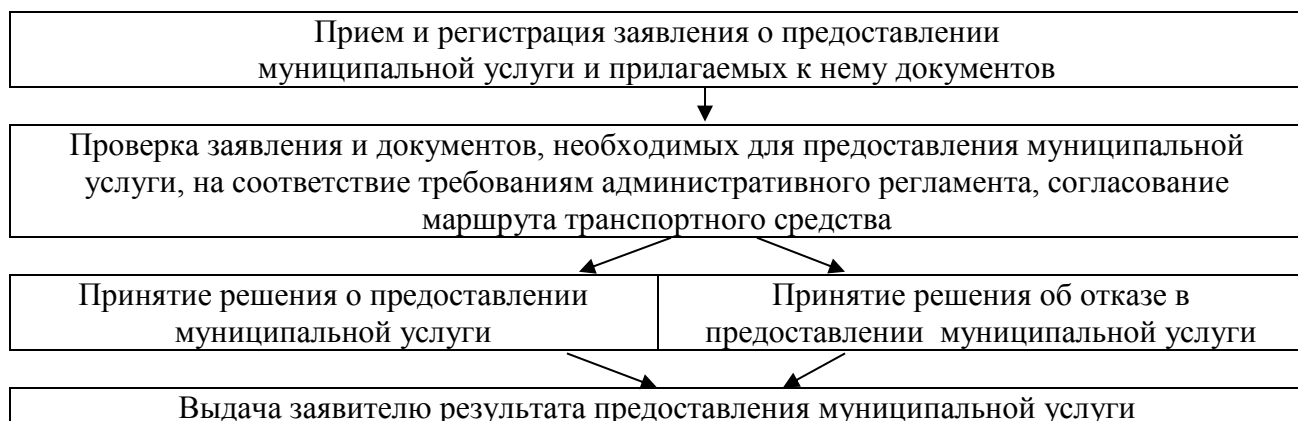 Прием и регистрация заявления о предоставлении
муниципальной услуги и прилагаемых к нему документов
Проверка заявления и документов, необходимых для предоставления муниципальной
услуги, на соответствие требованиям административного регламента, согласование
маршрута транспортного средства
Принятие решения о предоставлении
муниципальной услуги
Принятие решения об отказе в
предоставлении муниципальной услуги
Выдача заявителю результата предоставления муниципальной услуги